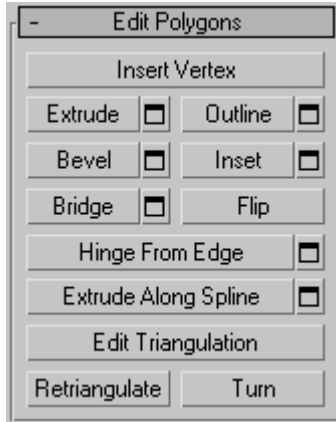 - Edit Polygons
Insert Vertex
Extrude Outline
Bevel Inset
Bridge Flip
Hinge From Edge
Extrude Along Spline
Edit Triangulation
Retriangulate Turn